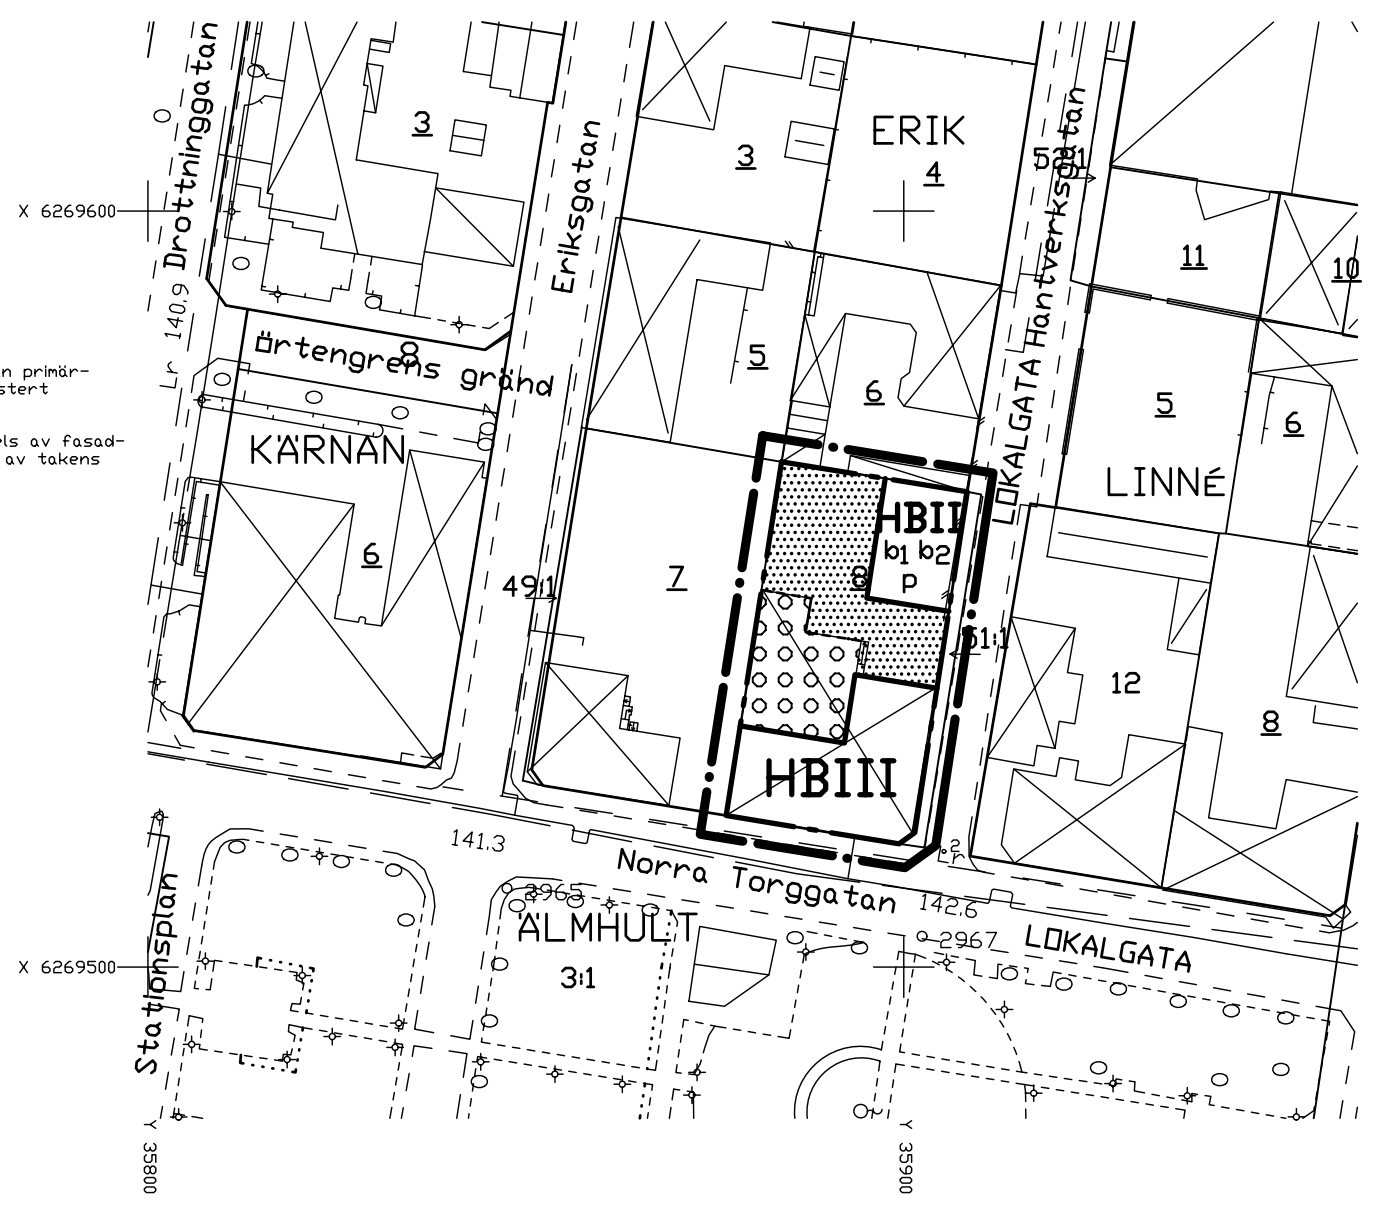 Drottninggatan
3
Eriksgatan
3
ERIK
4
52:1
Hantverksgatan
11
10
X 6269600
140.9
Örtengrens gränd
8
5
6
5
6
n primär-
stert
els av fasad-
av takens
KÄRNAN
LOKALGATA
LINNÉ
6
7
49:1
HBII
b1 b2
p
8
51:1
12
8
HBIII
141.3
Norra Torggatan
142.6
Stationsplan
2965
ÄLMHULT
3:1
2967
LOKALGATA
X 6269500
Y 35800
Y 35900